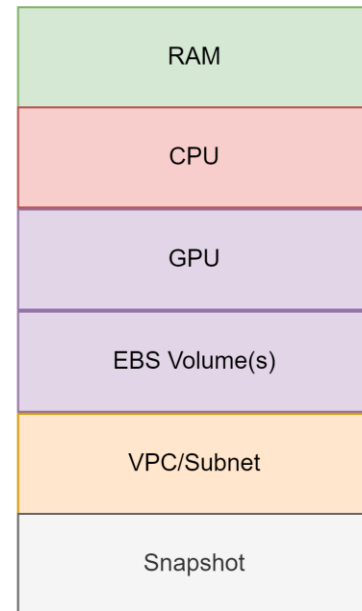 RAM
CPU
GPU
EBS Volume(s)
VPC/Subnet
Snapshot